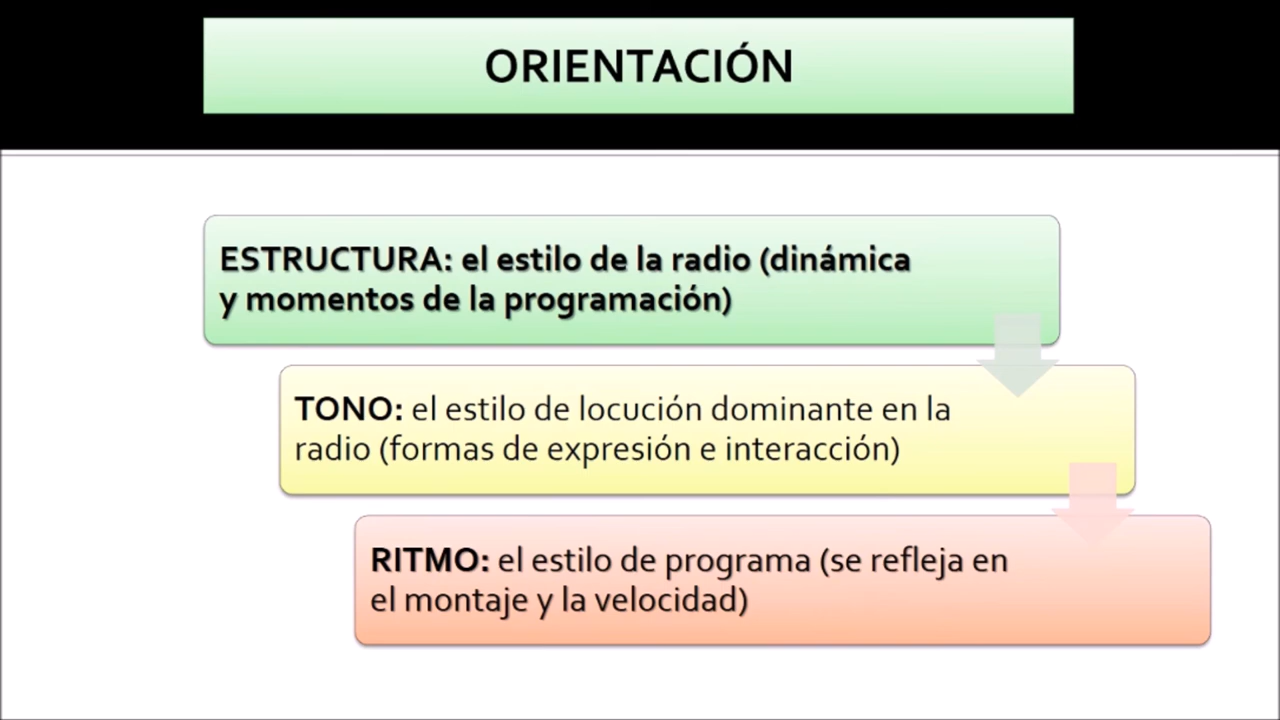 ORIENTACIÓN
ESTRUCTURA: el estilo de la radio (dinámica
y momentos de la programación)
TONO: el estilo de locución dominante en la
radio (formas de expresión e interacción)
RITMO: el estilo de programa (se refleja en
el montaje y la velocidad)